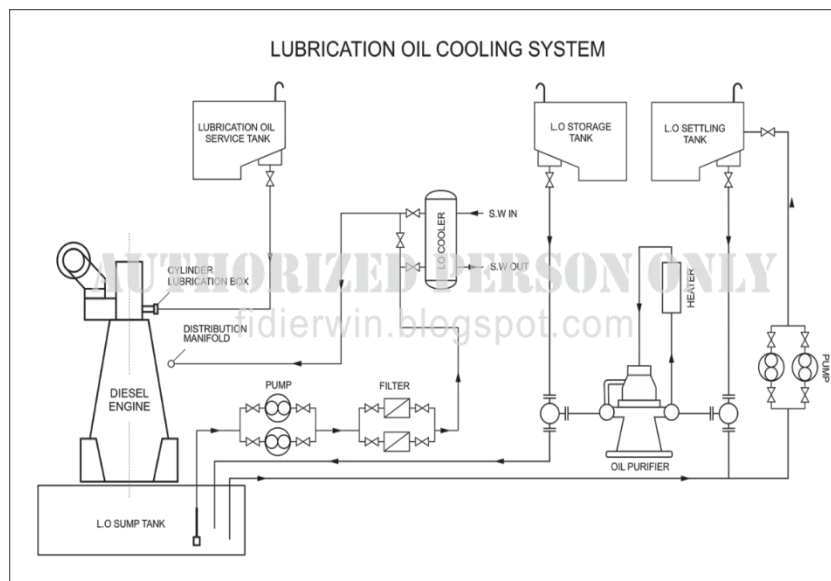 LUBRICATION OIL COOLING SYSTEM
LUBRICATION OIL
SERVICE TANK
L.O STORAGE
TANK
L.O SETTLING
TANK
LO COOLER
S.W IN
S.W OUT
AUTHORIZED PERSON ONLY
CYLINDER
LUBRICATION BOX
HEATER
fidierwin.blogspot.com
DISTRIBUTION
MANIFOLD
DIESEL
ENGINE
PUMP
FILTER
PUMP
OIL PURIFIER
L.O SUMP TANK